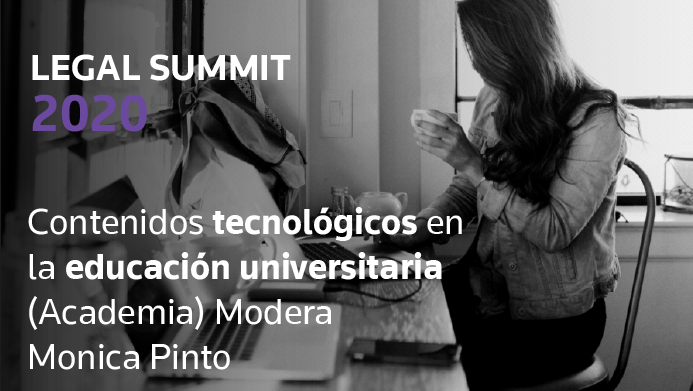 LEGAL SUMMIT
2020
Contenidos tecnológicos en
la educación universitaria
(Academia) Modera
Monica Pinto